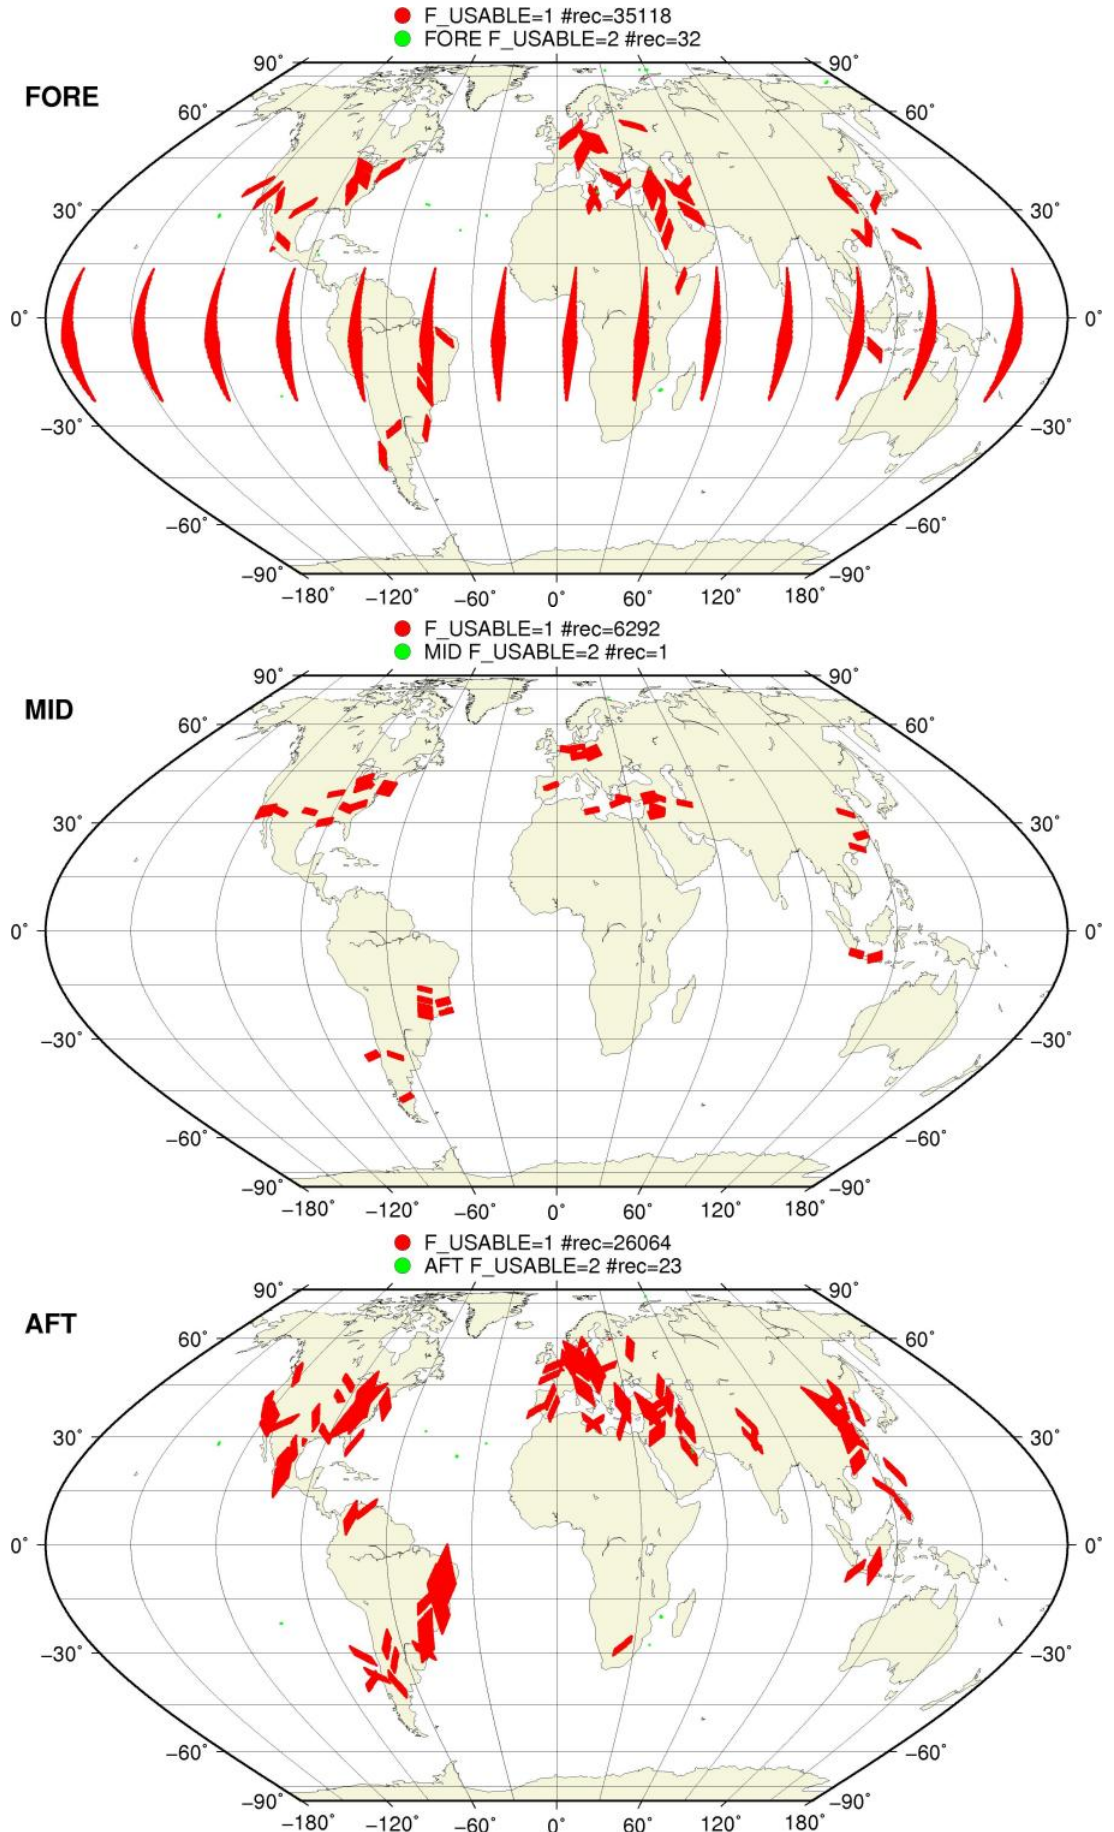 F_USABLE=1 #rec=35118
FORE F_USABLE=2 #rec=32
FORE
90° 90°
60° 60°
30° 30°
0° 0°
−30° −30°
−60° −60°
−90° −90°
−180° −120° −60° 0° 60° 120° 180°
F_USABLE=1 #rec=6292
MID F_USABLE=2 #rec=1
MID
90° 90°
60° 60°
30° 30°
0° 0°
−30° −30°
−60° −60°
−90° −90°
−180° −120° −60° 0° 60° 120° 180°
F_USABLE=1 #rec=26064
AFT F_USABLE=2 #rec=23
AFT
90° 90°
60° 60°
30° 30°
0° 0°
−30° −30°
−60° −60°
−90° −90°
−180° −120° −60° 0° 60° 120° 180°